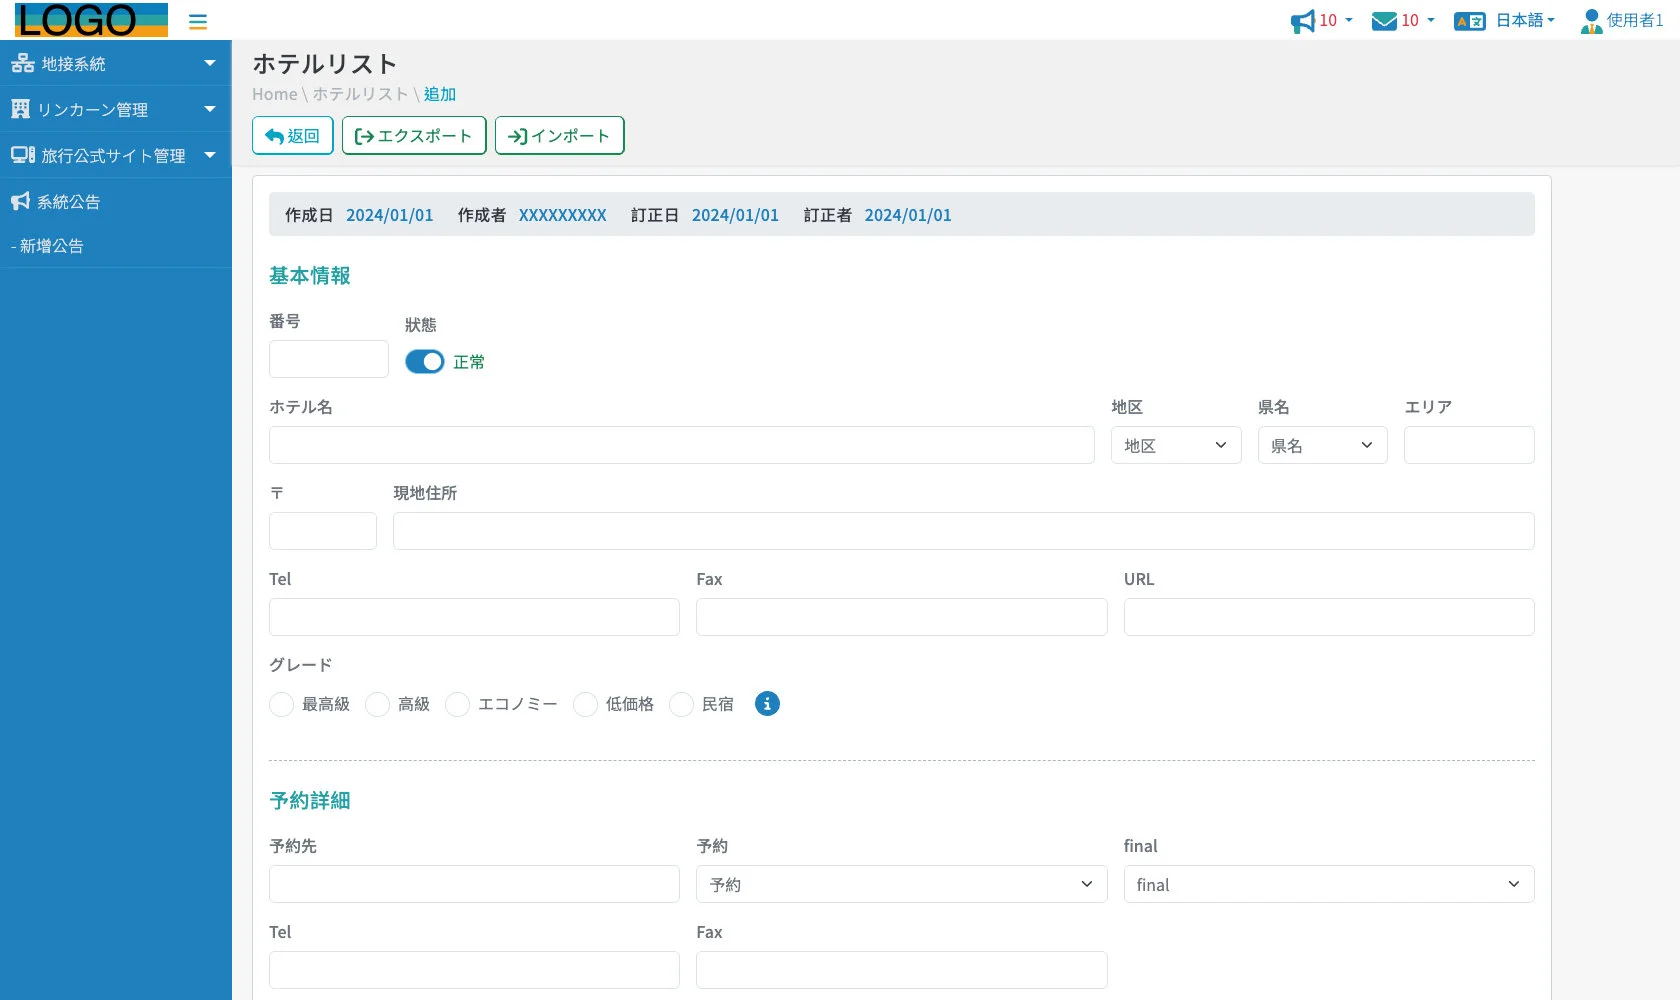 LOGO
10
10
日本語
使用者1
地接系統
リンカーン管理
旅行公式サイト管理
系統公告
- 新増公告
ホテルリスト
Home \ ホテルリスト \ 追加
返回
エクスポート
インポート
作成日 2024/01/01 作成者 XXXXXXXXX 訂正日 2024/01/01 訂正者 2024/01/01
基本情報
番号
狀態
正常
ホテル名
地区
県名
エリア
地区
県名
〒
現地住所
Tel
Fax
URL
グレード
最高級
高級
エコノミー
低価格
民宿
予約詳細
予約先
予約
final
予約
final
Tel
Fax